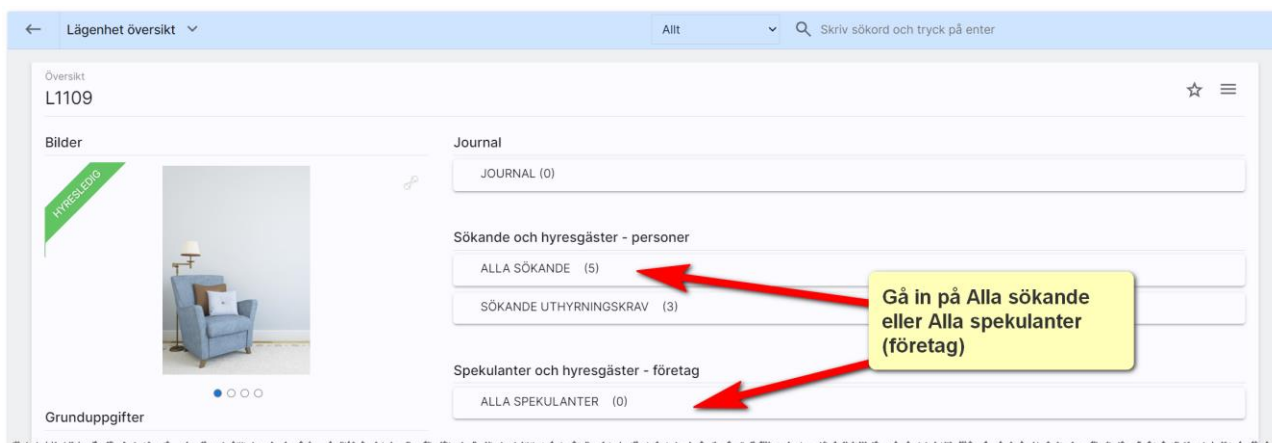 Lägenhet översikt
Allt
Skriv sökord och tryck på enter
Översikt
L1109
Bilder
HYRESLEDIG
Grunduppgifter
Journal
JOURNAL (0)
Sökande och hyresgäster - personer
ALLA SÖKANDE (5)
SÖKANDE UTHYRNINGSKRAV (3)
Spekulanter och hyresgäster - företag
ALLA SPEKULANTER (0)
Gå in på Alla sökande
eller Alla spekulanter
(företag)